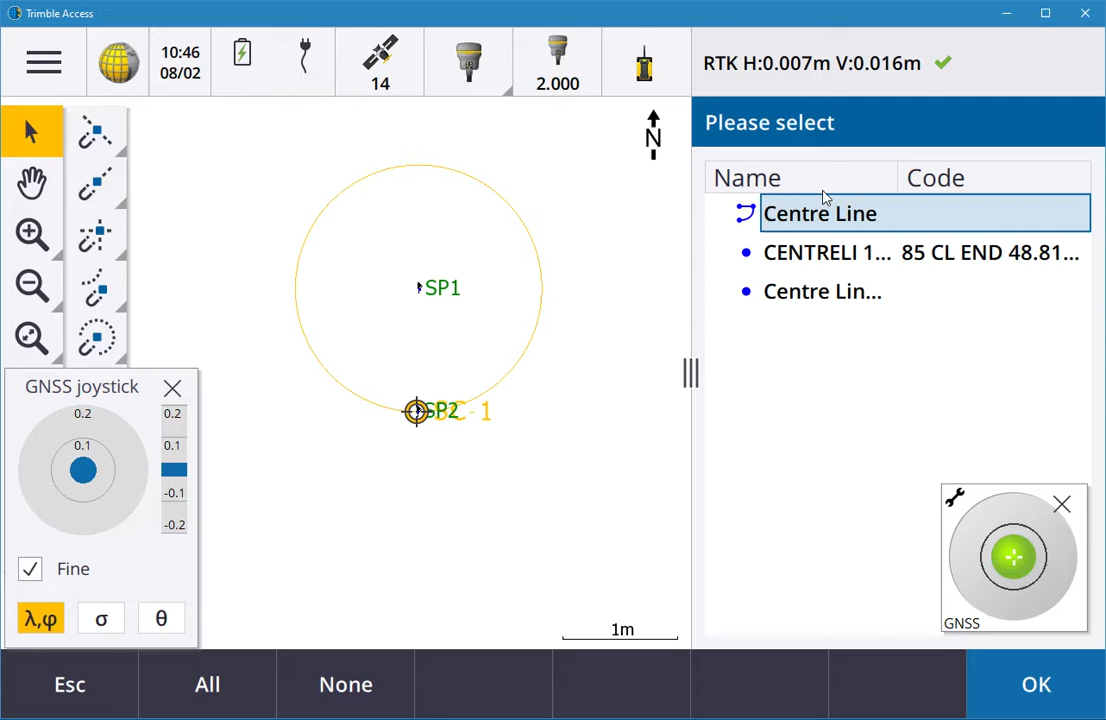 Trimble Access
10:46
08/02
14
2.000
RTK H:0.007m V:0.016m
Please select
Name
Code
Centre Line
CENTRELI 1...
85 CL END 48.81...
Centre Lin...
N
SP1
SP2
C-1
GNSS joystick
0.2
0.1
0.2
0.1
-0.1
-0.2
Fine
λ,φ
σ
θ
1m
GNSS
Esc
All
None
OK